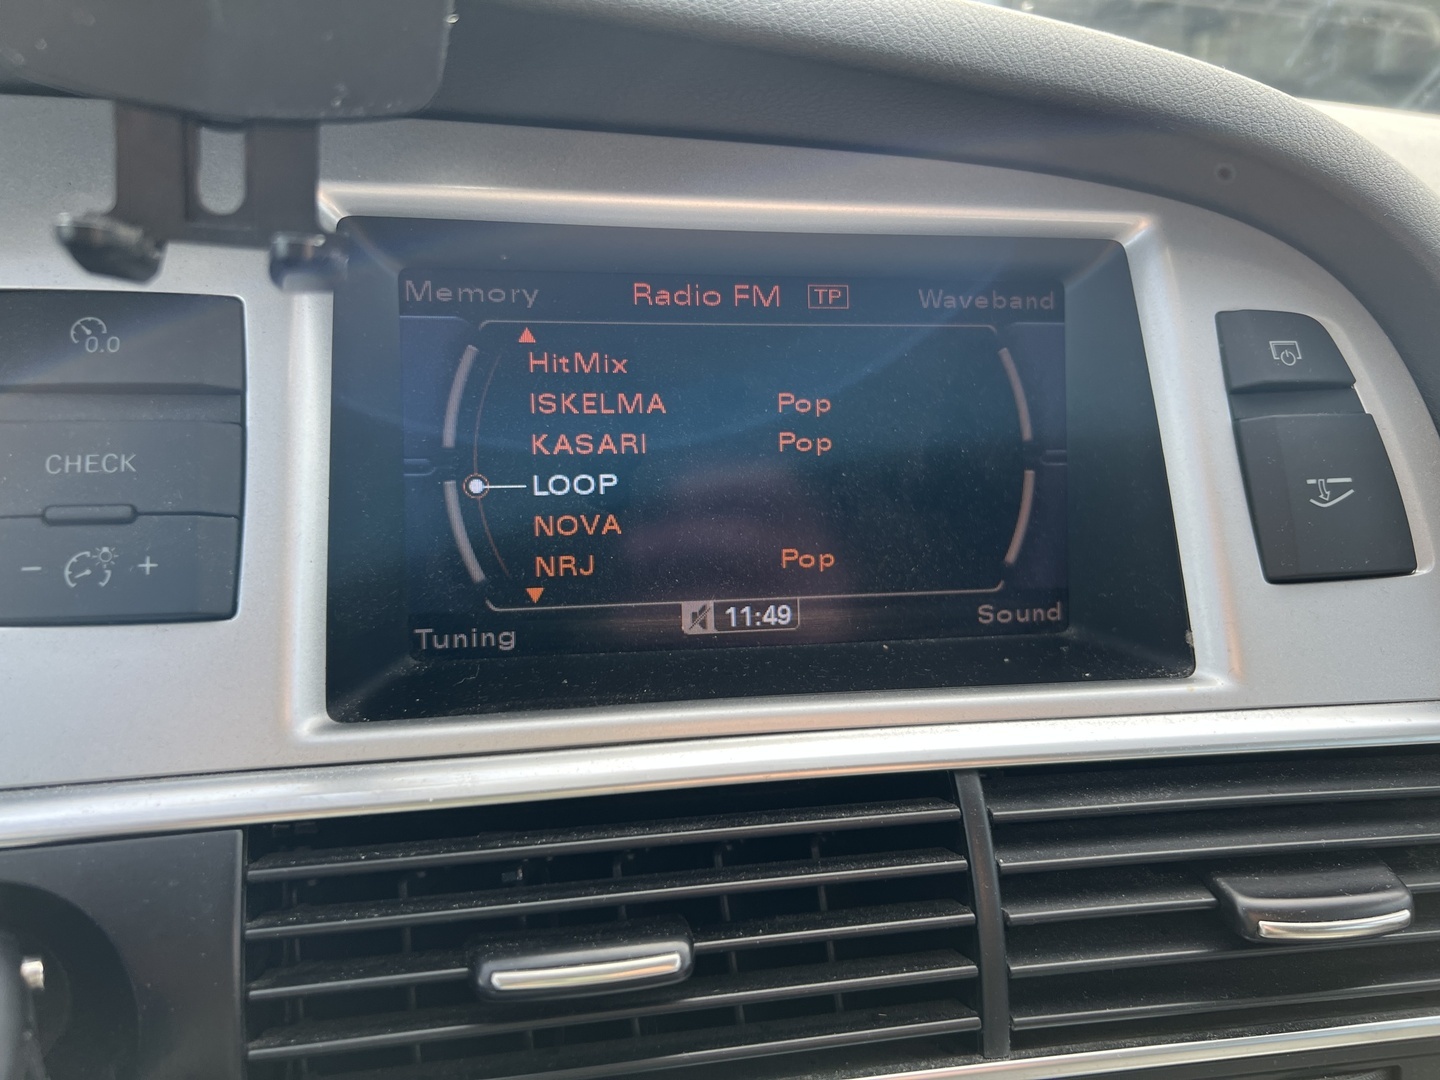 Memory Radio FM TP Waveband
HitMix
ISKELMA Pop
KASARI Pop
LOOP
NOVA
NRJ Pop
Tuning 11:49 Sound
0.0
CHECK
- +